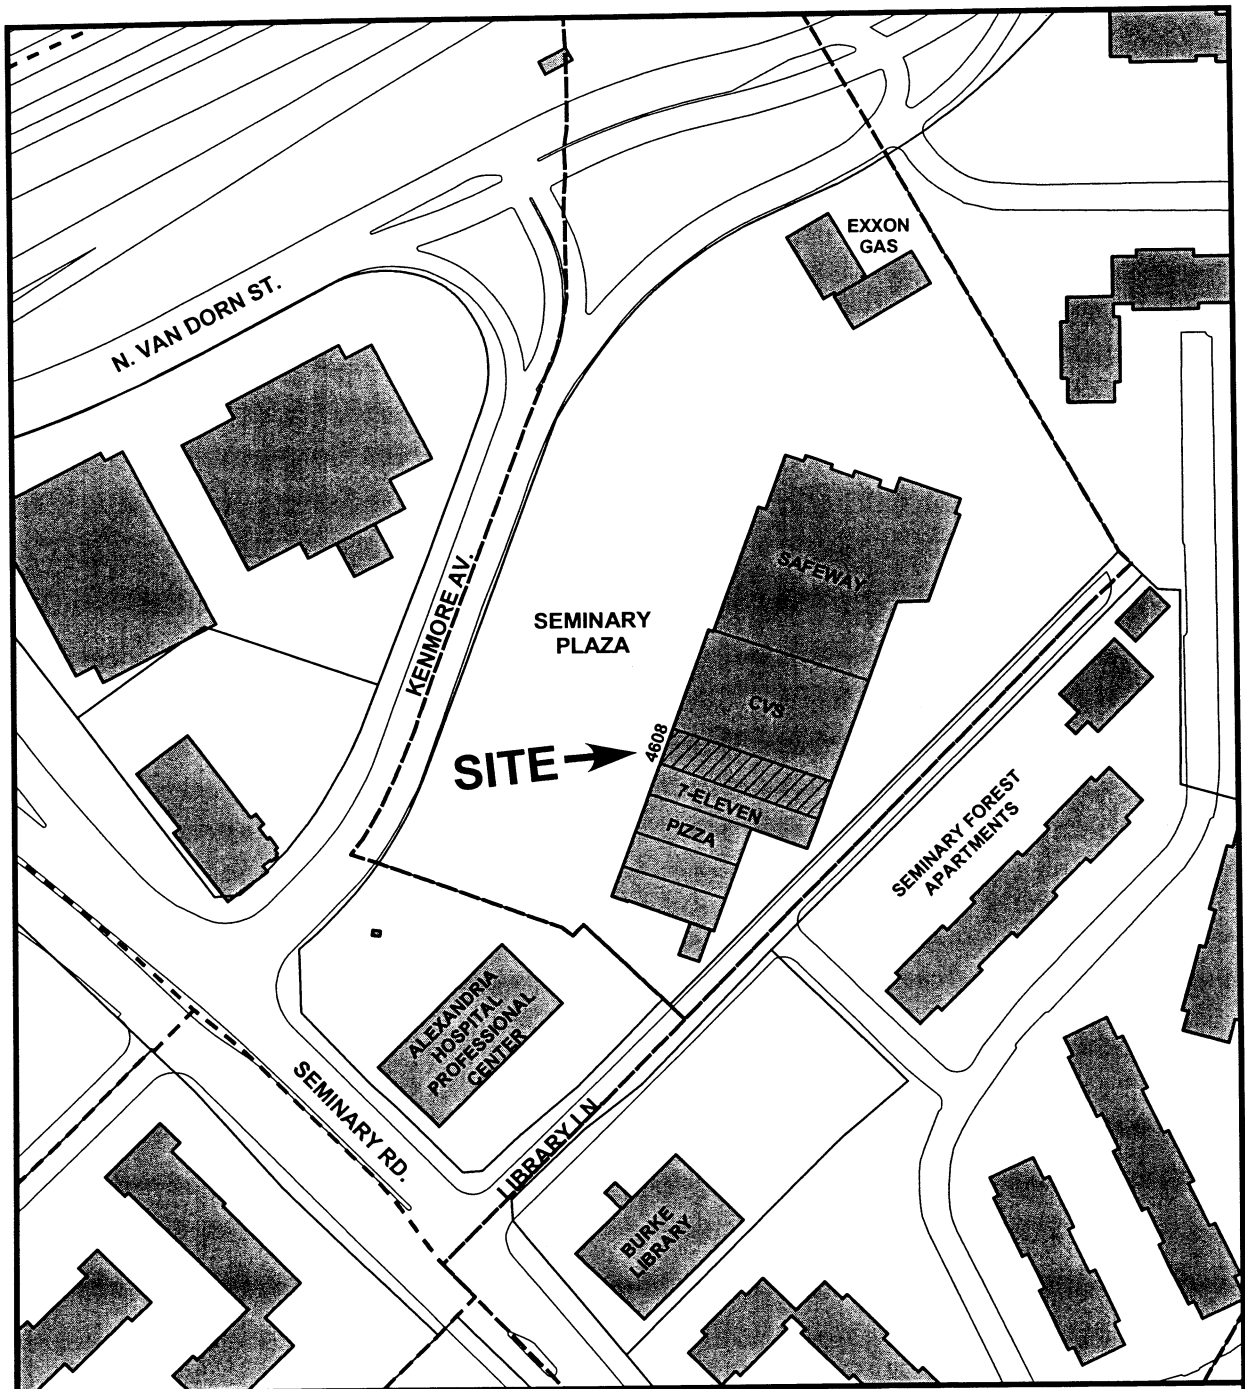 EXXON
GAS
N. VAN DORN ST.
SAFEWAY
KENMORE AV.
SEMINARY
PLAZA
CVS
4608
SITE
7-ELEVEN
PIZZA
SEMINARY FOREST
APARTMENTS
ALEXANDRIA
HOSPITAL
PROFESSIONAL
CENTER
SEMINARY RD.
LIBRARY LN
BURKE
LIBRARY